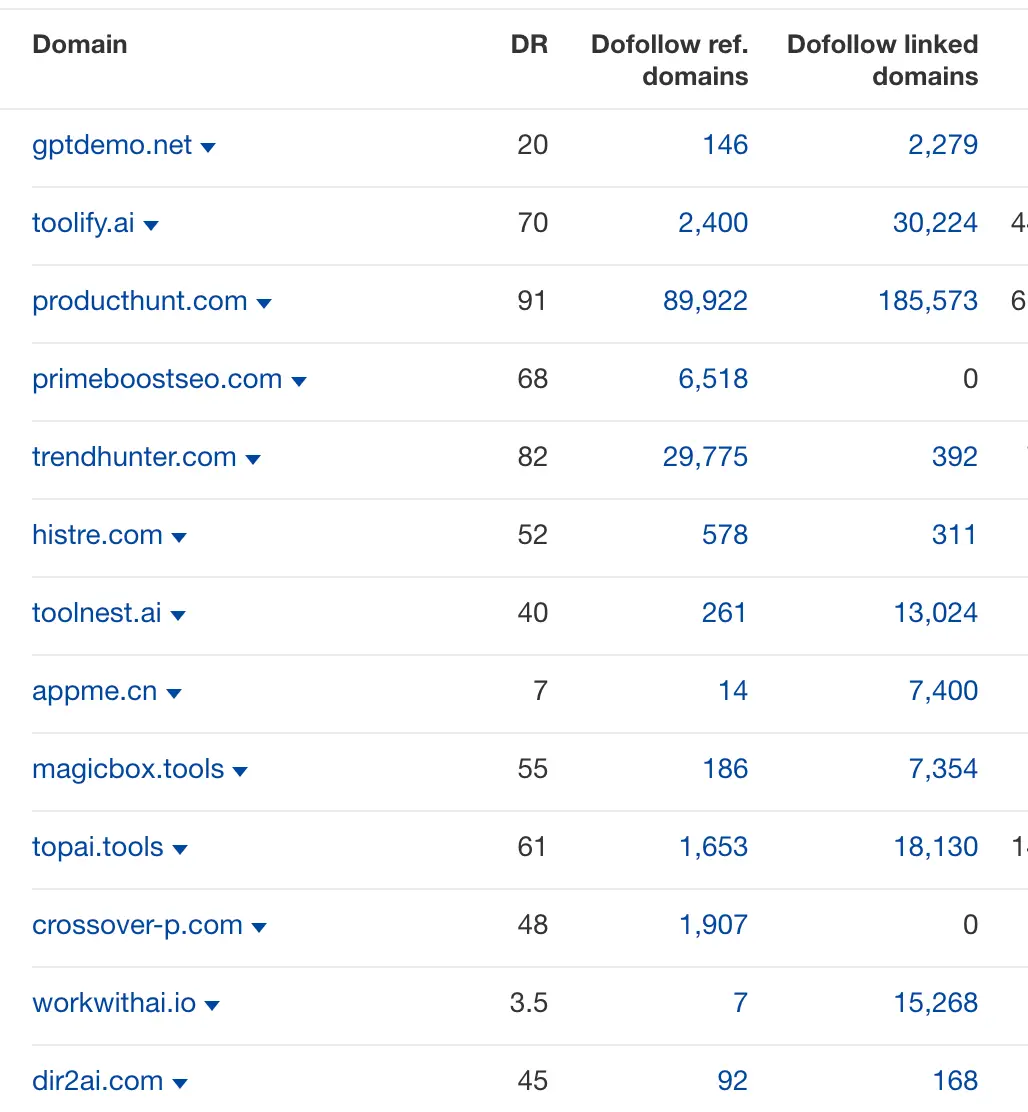 Domain DR Dofollow ref. domains Dofollow linked domains
gptdemo.net 20 146 2,279
toolify.ai 70 2,400 30,224
producthunt.com 91 89,922 185,573
primeboostseo.com 68 6,518 0
trendhunter.com 82 29,775 392
histre.com 52 578 311
toolnest.ai 40 261 13,024
appme.cn 7 14 7,400
magicbox.tools 55 186 7,354
topai.tools 61 1,653 18,130
crossover-p.com 48 1,907 0
workwithai.io 3.5 7 15,268
dir2ai.com 45 92 168